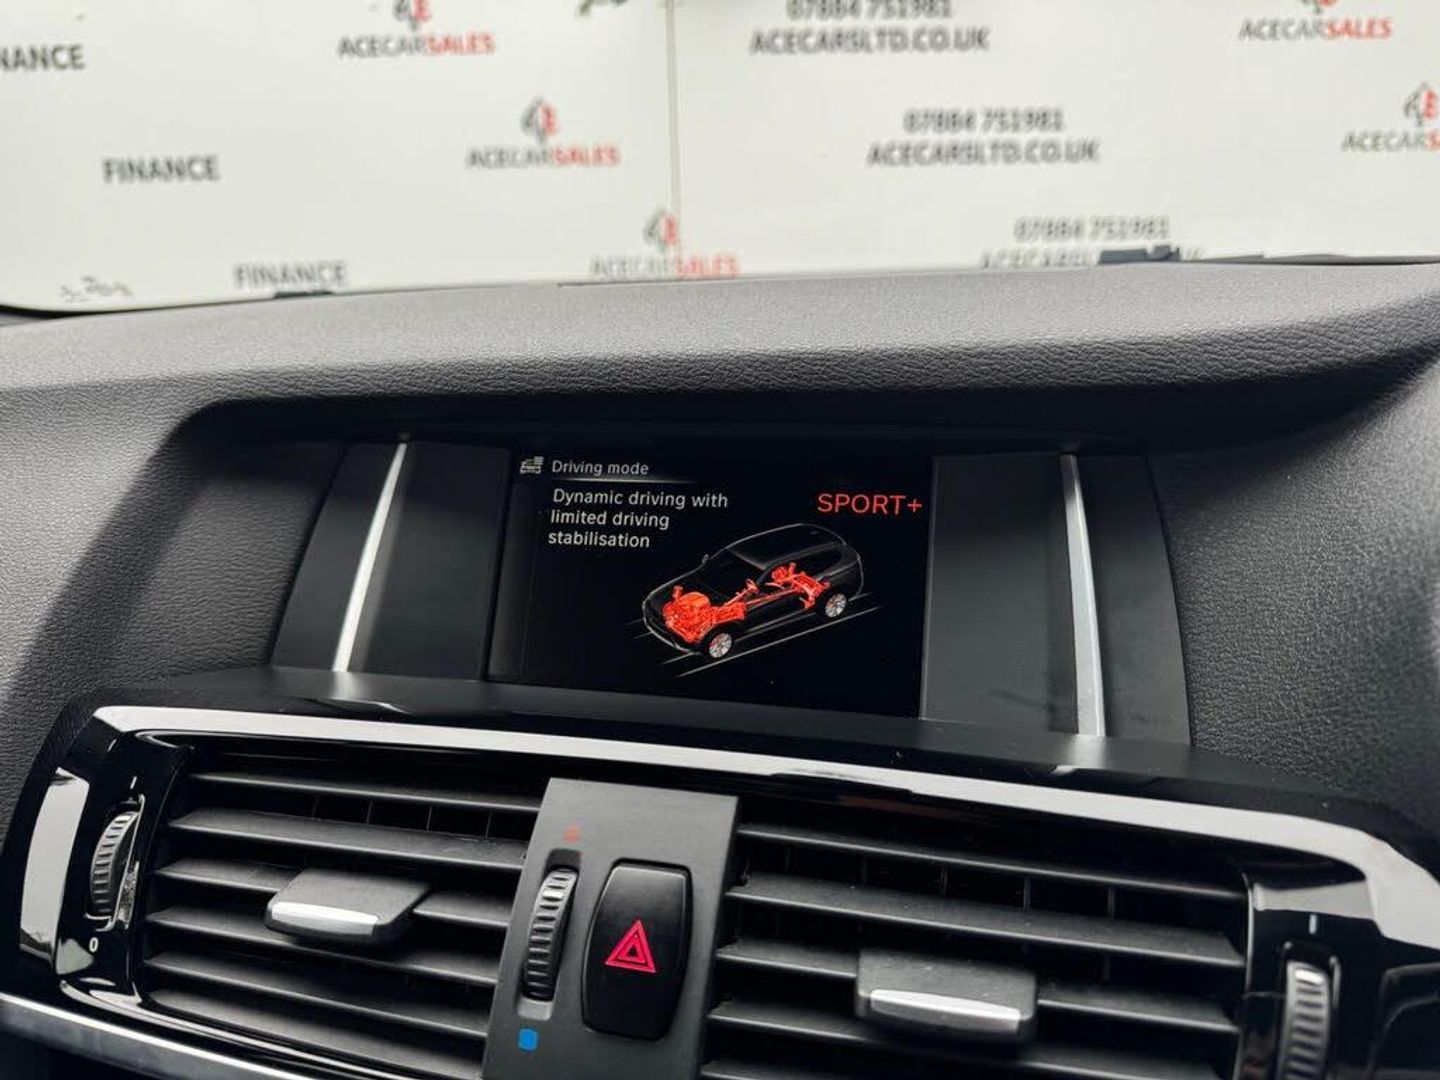 07884 751981
ACECARSALES
ACECARSLTD.CO.UK
ACECARSALES
FINANCE
07884 751981
ACECARSLTD.CO.UK
ACECARSALES
FINANCE
07884 751981
ACECARSALES
FINANCE
Driving mode
Dynamic driving with
limited driving
stabilisation
SPORT+
0